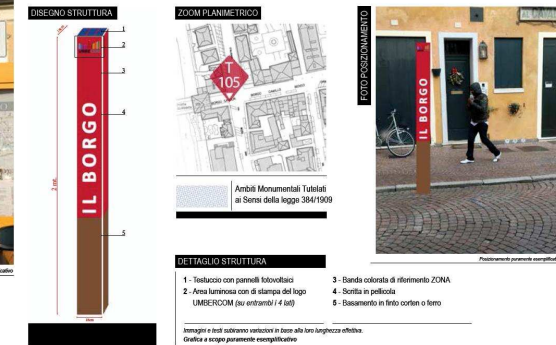 DISEGNO STRUTTURA
ZOOM PLANIMETRICO
FOTO POSIZIONAMENTO
1
2
3
4
5
2 mt.
IL BORGO
T
105
Ambiti Monumentali Tutelati
ai Sensi della legge 384/1909
IL BORGO
Posizionamento puramente esemplificat
cativo
DETTAGLIO STRUTTURA
1 - Testuccio con pannelli fotovoltaici
2 - Area luminosa con di stampa del logo
UMBERCOM (su entrambi i 4 lati)
3 - Banda colorata di riferimento ZONA
4 - Scritta in pellicola
5 - Basamento in finto corten o ferro
Immagini e testi subiranno variazioni in base alla loro lunghezza effettiva.
Grafica a scopo puramente esemplificativo